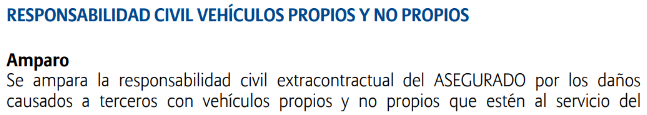 RESPONSABILIDAD CIVIL VEHÍCULOS PROPIOS Y NO PROPIOS
Amparo
Se ampara la responsabilidad civil extracontractual del ASEGURADO por los daños
causados a terceros con vehículos propios y no propios que estén al servicio del